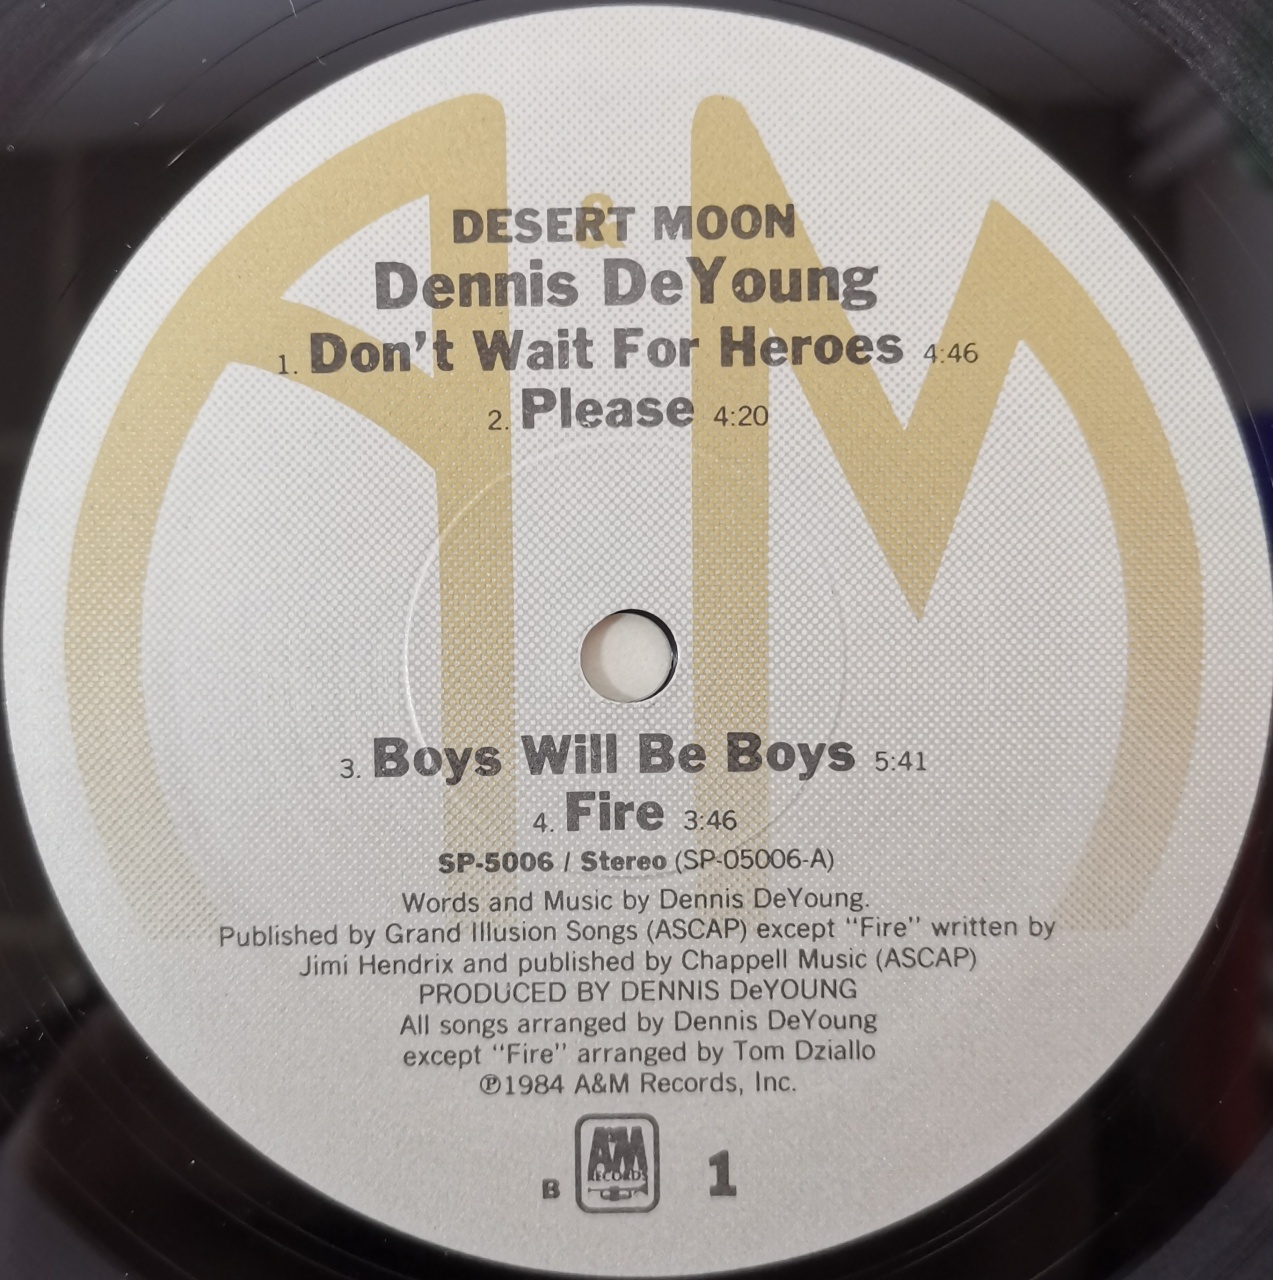 &
DESERT MOON
Dennis DeYoung
1. Don't Wait For Heroes 4:46
2. Please 4:20
3. Boys Will Be Boys 5:41
4. Fire 3:46
SP-5006 / Stereo (SP-05006-A)
Words and Music by Dennis DeYoung.
Published by Grand Illusion Songs (ASCAP) except "Fire" written by
Jimi Hendrix and published by Chappell Music (ASCAP)
PRODUCED BY DENNIS DeYOUNG
All songs arranged by Dennis DeYoung
except "Fire" arranged by Tom Dziallo
℗1984 A&M Records, Inc.
B AM RECORDS 1